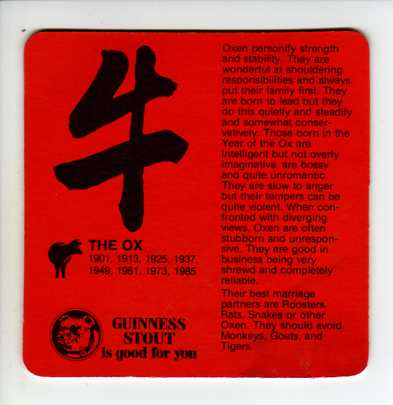 牛
THE OX
1901, 1913, 1925, 1937,
1949, 1961, 1973, 1985
GUINNESS
STOUT
is good for you
Oxen personify strength
and stability. They are
wonderful at shouldering
responsibilities and always
put their family first. They
are born to lead but they
do this quietly and steadily
and somewhat conser-
vatively. Those born in the
Year of the Ox are
intelligent but not overly
imaginative, are bossy
and quite unromantic.
They are slow to anger
but their tempers can be
quite violent. When con-
fronted with diverging
views, Oxen are often
stubborn and unrespon-
sive. They are good in
business being very
shrewd and completely
reliable.
Their best marriage
partners are Roosters,
Rats, Snakes or other
Oxen. They should avoid
Monkeys, Goats, and
Tigers.